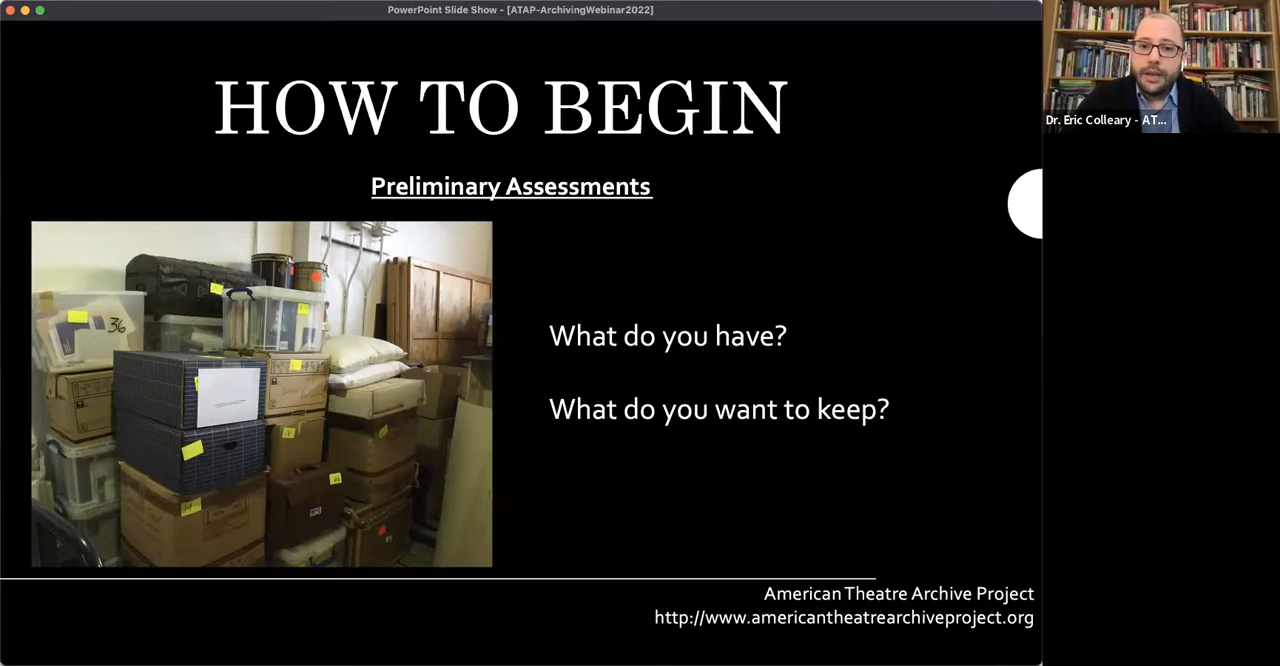 PowerPoint Slide Show - [ATAP-ArchivingWebinar2022]
HOW TO BEGIN
Preliminary Assessments
36
What do you have?
What do you want to keep?
American Theatre Archive Project
http://www.americantheatrearchiveproject.org
Dr. Eric Colleary - AT...